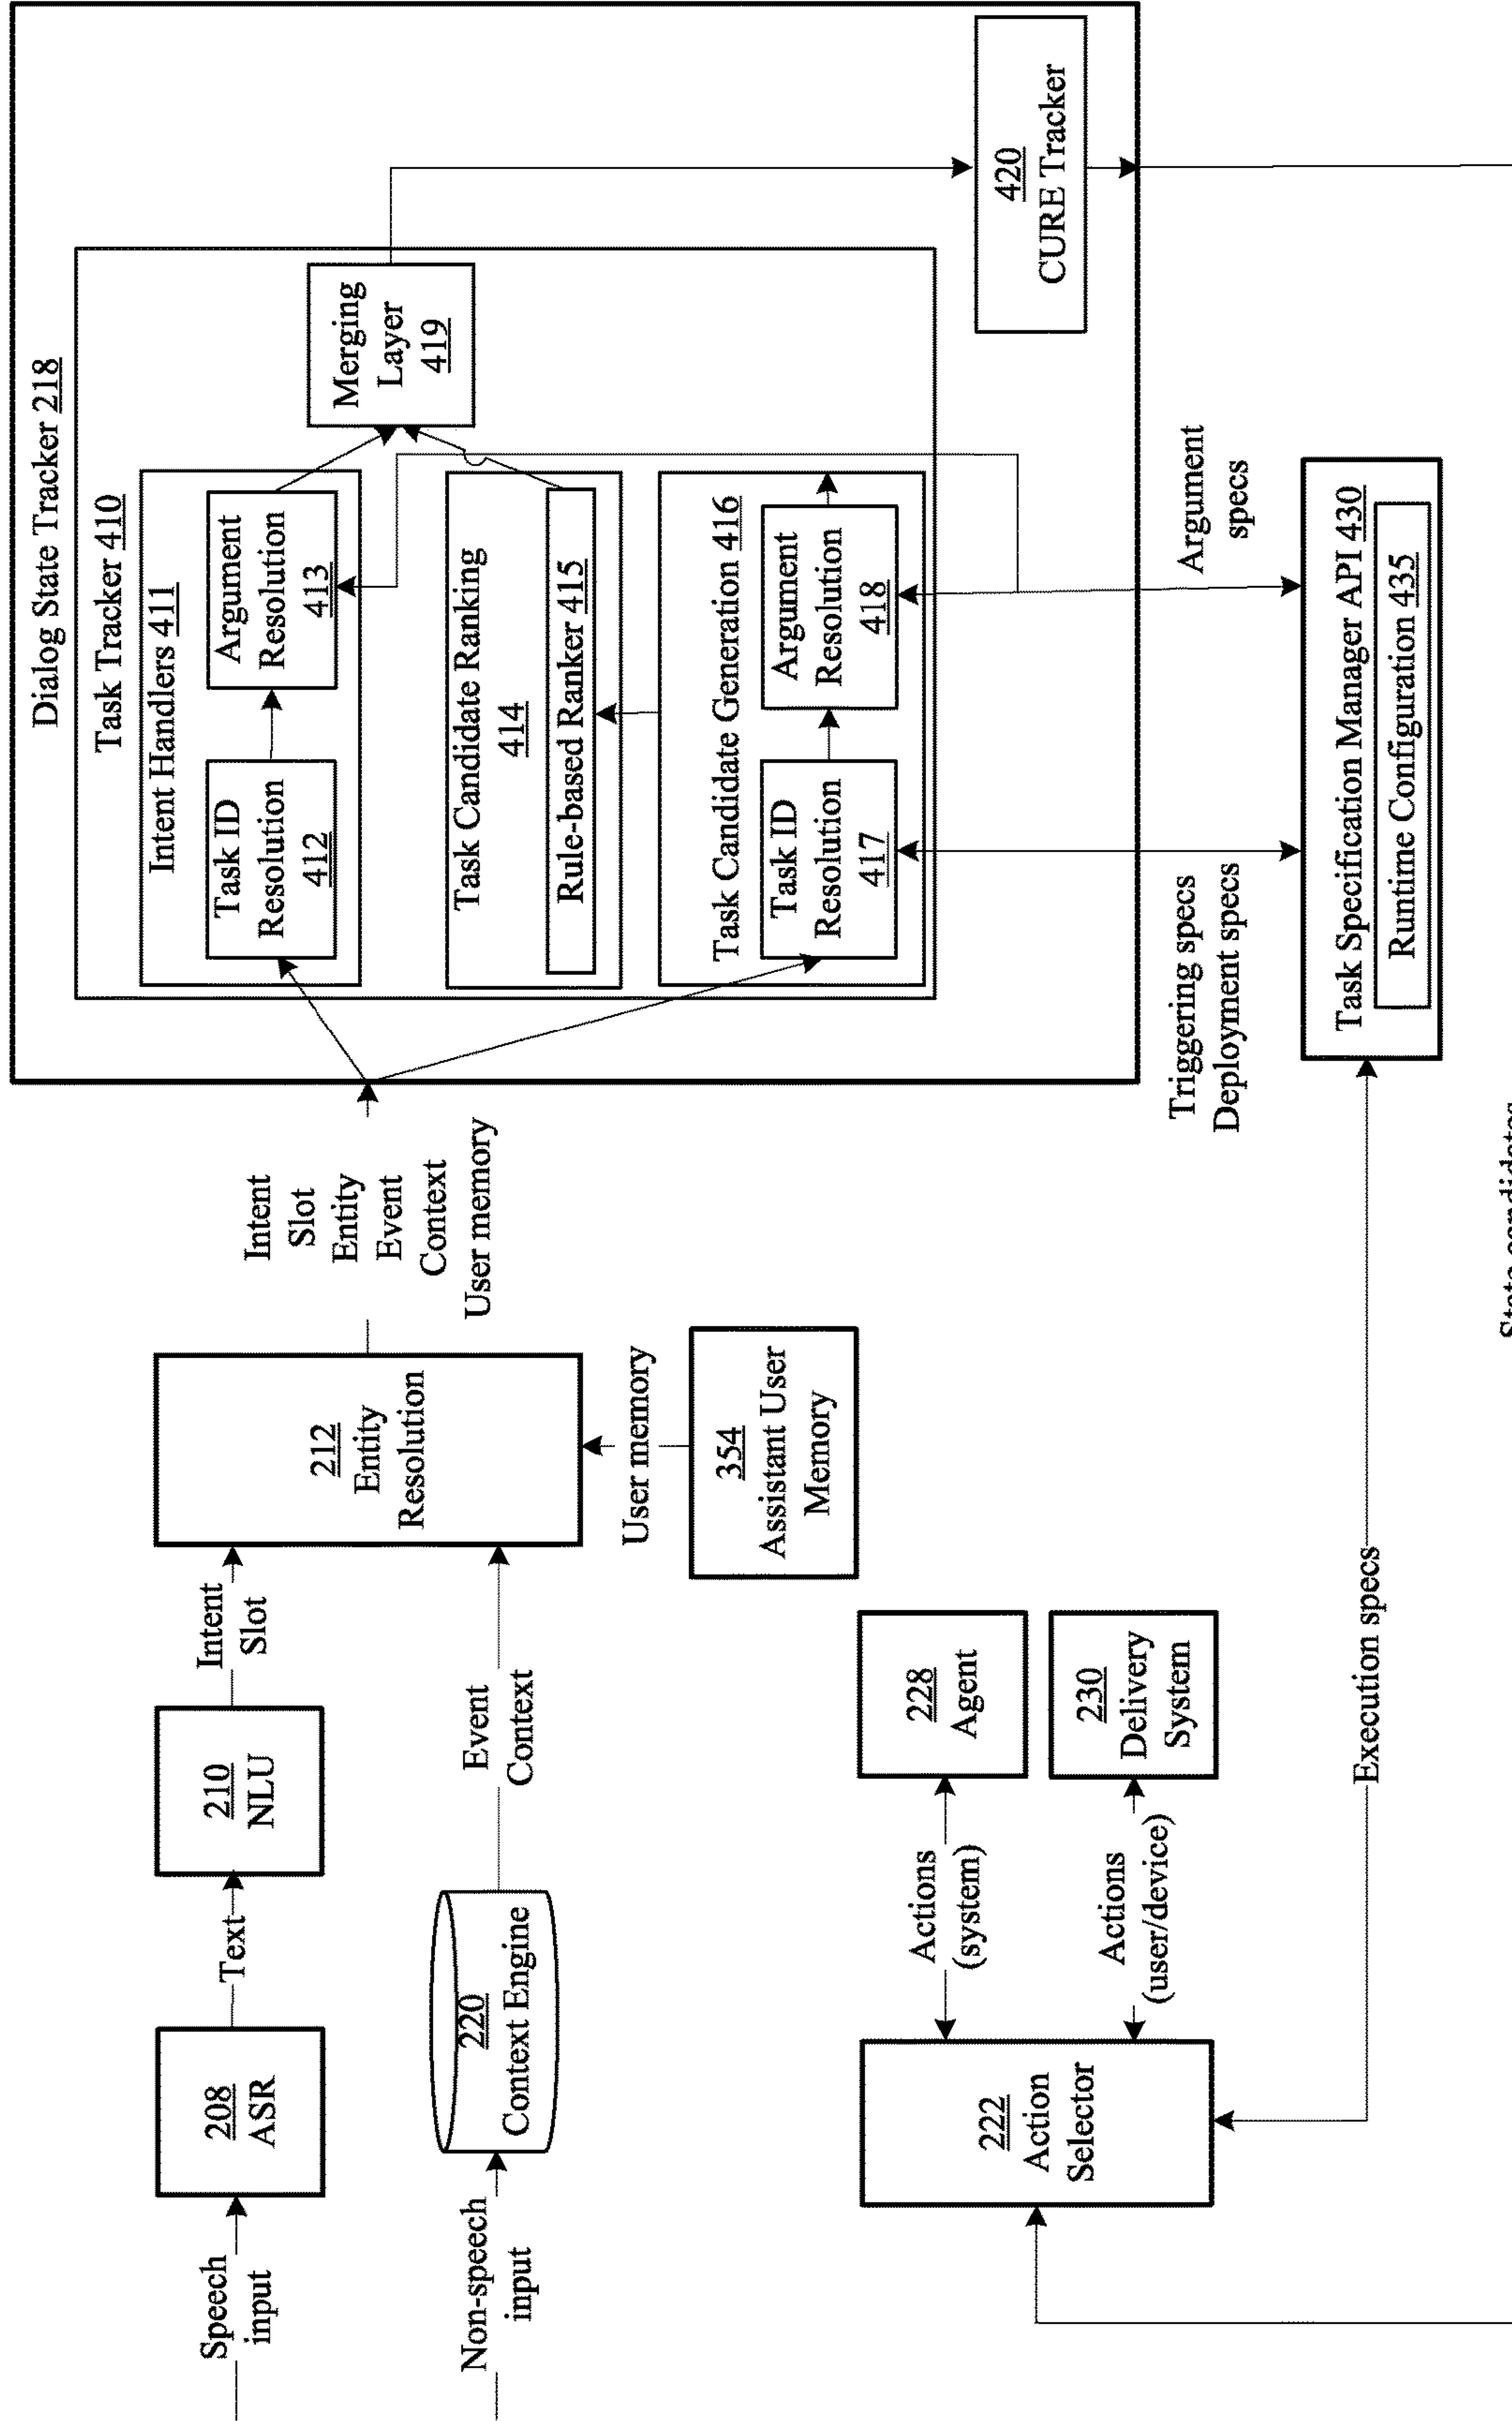 Speech
input
208
ASR
Text
210
NLU
Intent
Slot
Non-speech
input
220
Context Engine
Event
Context
212
Entity
Resolution
User memory
354
Assistant User
Memory
Intent
Slot
Entity
Event
Context
User memory
Dialog State Tracker 218
Task Tracker 410
Intent Handlers 411
Task ID
Resolution
412
Argument
Resolution
413
Task Candidate Ranking
414
Rule-based Ranker 415
Task Candidate Generation 416
Task ID
Resolution
417
Argument
Resolution
418
Merging
Layer
419
420
CURE Tracker
Triggering specs
Deployment specs
Argument
specs
Task Specification Manager API 430
Runtime Configuration 435
222
Action
Selector
Actions
(system)
228
Agent
Actions
(user/device)
230
Delivery
System
Execution specs
State candidates